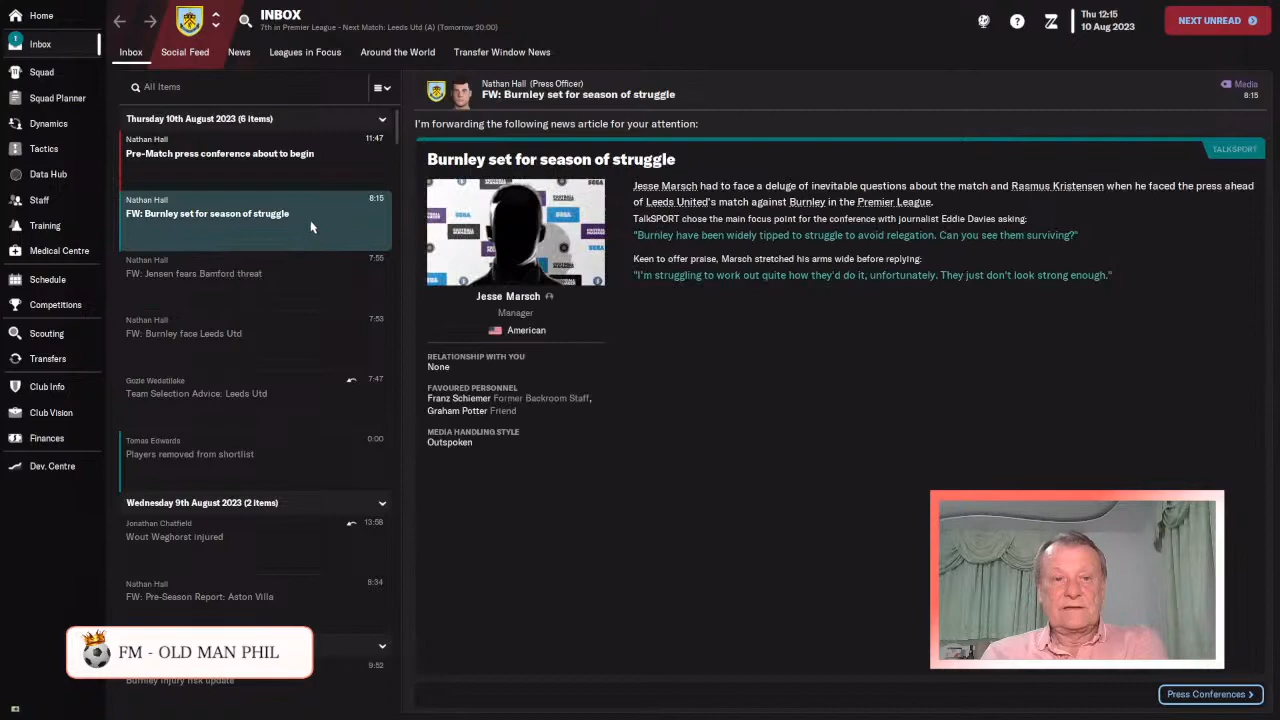 Home
1
Inbox
Squad
Squad Planner
Dynamics
Tactics
Data Hub
Staff
Training
Medical Centre
Schedule
Competitions
Scouting
Transfers
Club Info
Club Vision
Finances
Dev. Centre
INBOX
7th in Premier League - Next Match: Leeds Utd (A) (Tomorrow 20:00)
Thu 12:15
10 Aug 2023
NEXT UNREAD
Inbox
Social Feed
News
Leagues in Focus
Around the World
Transfer Window News
All Items
Thursday 10th August 2023 (6 items)
Nathan Hall 11:47
Pre-Match press conference about to begin
Nathan Hall 8:15
FW: Burnley set for season of struggle
Nathan Hall 7:55
FW: Jensen fears Bamford threat
Nathan Hall 7:53
FW: Burnley face Leeds Utd
7:47
Team Selection Advice: Leeds Utd
Tomas Edwards 0:00
Players removed from shortlist
Wednesday 9th August 2023 (2 items)
Jonathan Chatfield 13:58
Wout Weghorst injured
Nathan Hall 8:34
FW: Pre-Season Report: Aston Villa
9:52
Burnley injury risk update
Nathan Hall (Press Officer)
FW: Burnley set for season of struggle
Media
8:15
I'm forwarding the following news article for your attention:
TALKSPORT
Burnley set for season of struggle
SEGA
Jesse Marsch
Manager
American
RELATIONSHIP WITH YOU
None
FAVOURED PERSONNEL
Franz Schiemer Former Backroom Staff,
Graham Potter Friend
MEDIA HANDLING STYLE
Outspoken
Jesse Marsch had to face a deluge of inevitable questions about the match and Rasmus Kristensen when he faced the press ahead
of Leeds United's match against Burnley in the Premier League.
TalkSPORT chose the main focus point for the conference with journalist Eddie Davies asking:
"Burnley have been widely tipped to struggle to avoid relegation. Can you see them surviving?"
Keen to offer praise, Marsch stretched his arms wide before replying:
"I'm struggling to work out quite how they'd do it, unfortunately. They just don't look strong enough."
FM - OLD MAN PHIL
Press Conferences